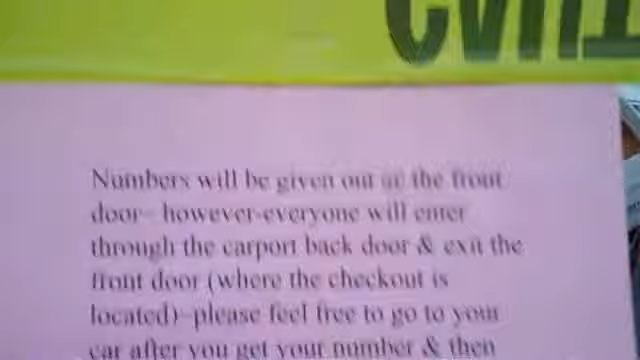 CAUT
Numbers will be given out at the front
door- however-everyone will enter
through the carport back door & exit the
front door (where the checkout is
located)-please feel free to go to your
car after you get your number & then